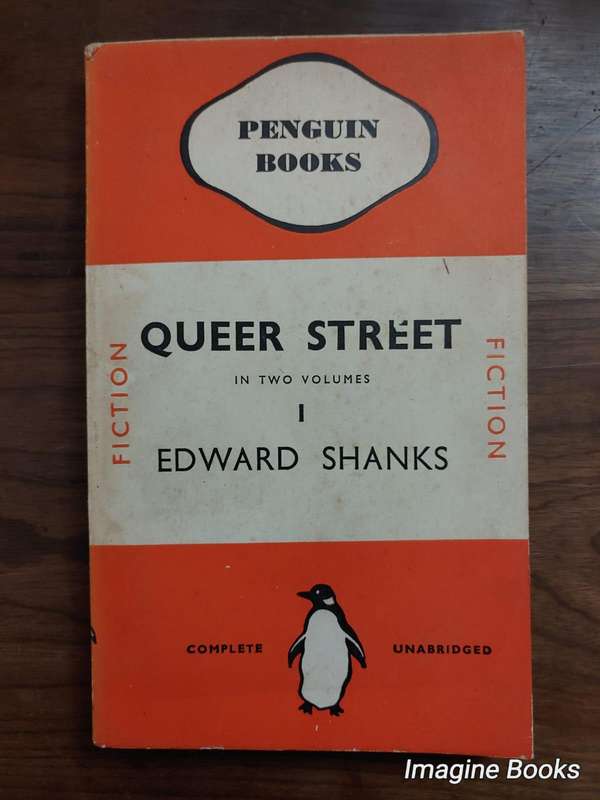 PENGUIN
BOOKS
QUEER STREET
IN TWO VOLUMES
I
EDWARD SHANKS
FICTION
FICTION
COMPLETE
UNABRIDGED
Imagine Books